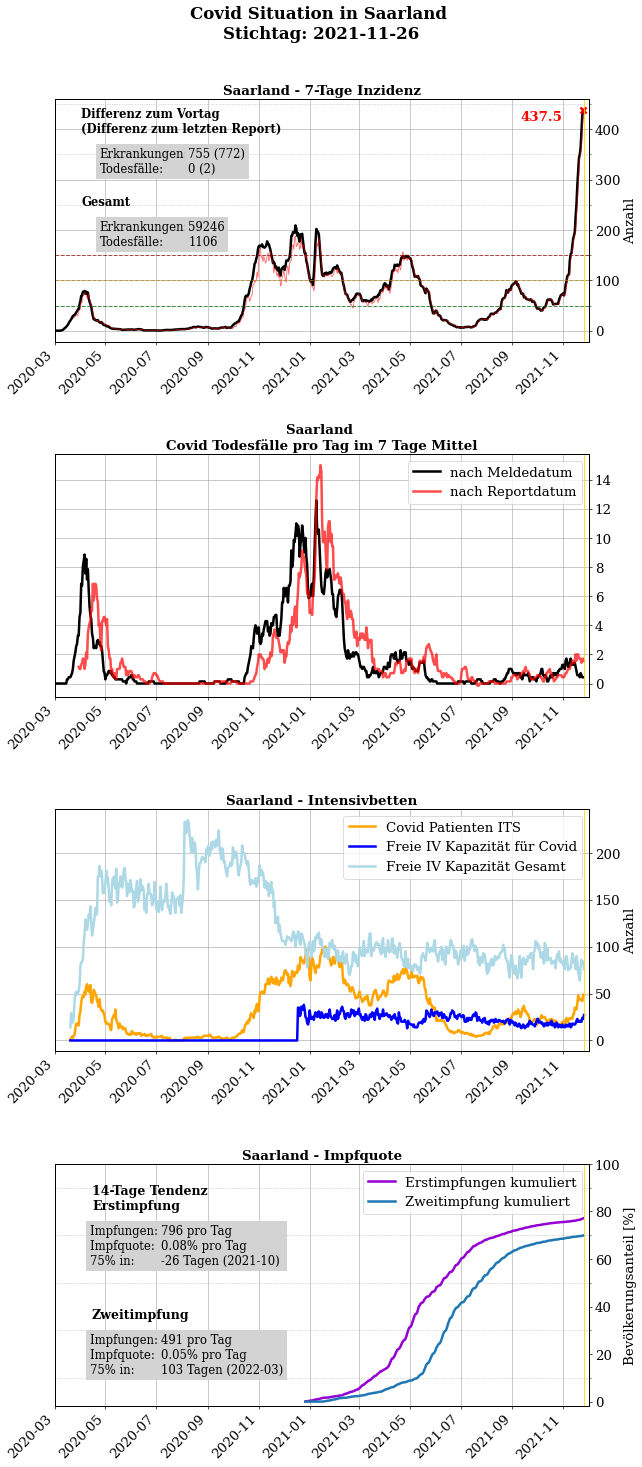 Covid Situation in Saarland
Stichtag: 2021-11-26
Saarland - 7-Tage Inzidenz
Differenz zum Vortag
(Differenz zum letzten Report)
Erkrankungen 755 (772)
Todesfälle: 0 (2)
Gesamt
Erkrankungen 59246
Todesfälle: 1106
437.5
400
300
200
100
0
Anzahl
2020-03 2020-05 2020-07 2020-09 2020-11 2021-01 2021-03 2021-05 2021-07 2021-09 2021-11
Saarland
Covid Todesfälle pro Tag im 7 Tage Mittel
nach Meldedatum
nach Reportdatum
14
12
10
8
6
4
2
0
2020-03 2020-05 2020-07 2020-09 2020-11 2021-01 2021-03 2021-05 2021-07 2021-09 2021-11
Saarland - Intensivbetten
Covid Patienten ITS
Freie IV Kapazität für Covid
Freie IV Kapazität Gesamt
200
150
100
50
0
Anzahl
2020-03 2020-05 2020-07 2020-09 2020-11 2021-01 2021-03 2021-05 2021-07 2021-09 2021-11
Saarland - Impfquote
14-Tage Tendenz
Erstimpfung
Impfungen: 796 pro Tag
Impfquote: 0.08% pro Tag
75% in: -26 Tagen (2021-10)
Zweitimpfung
Impfungen: 491 pro Tag
Impfquote: 0.05% pro Tag
75% in: 103 Tagen (2022-03)
Erstimpfungen kumuliert
Zweitimpfung kumuliert
100
80
60
40
20
0
Bevölkerungsanteil [%]
2020-03 2020-05 2020-07 2020-09 2020-11 2021-01 2021-03 2021-05 2021-07 2021-09 2021-11